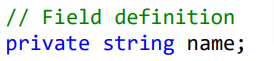 // Field definition
private string name;